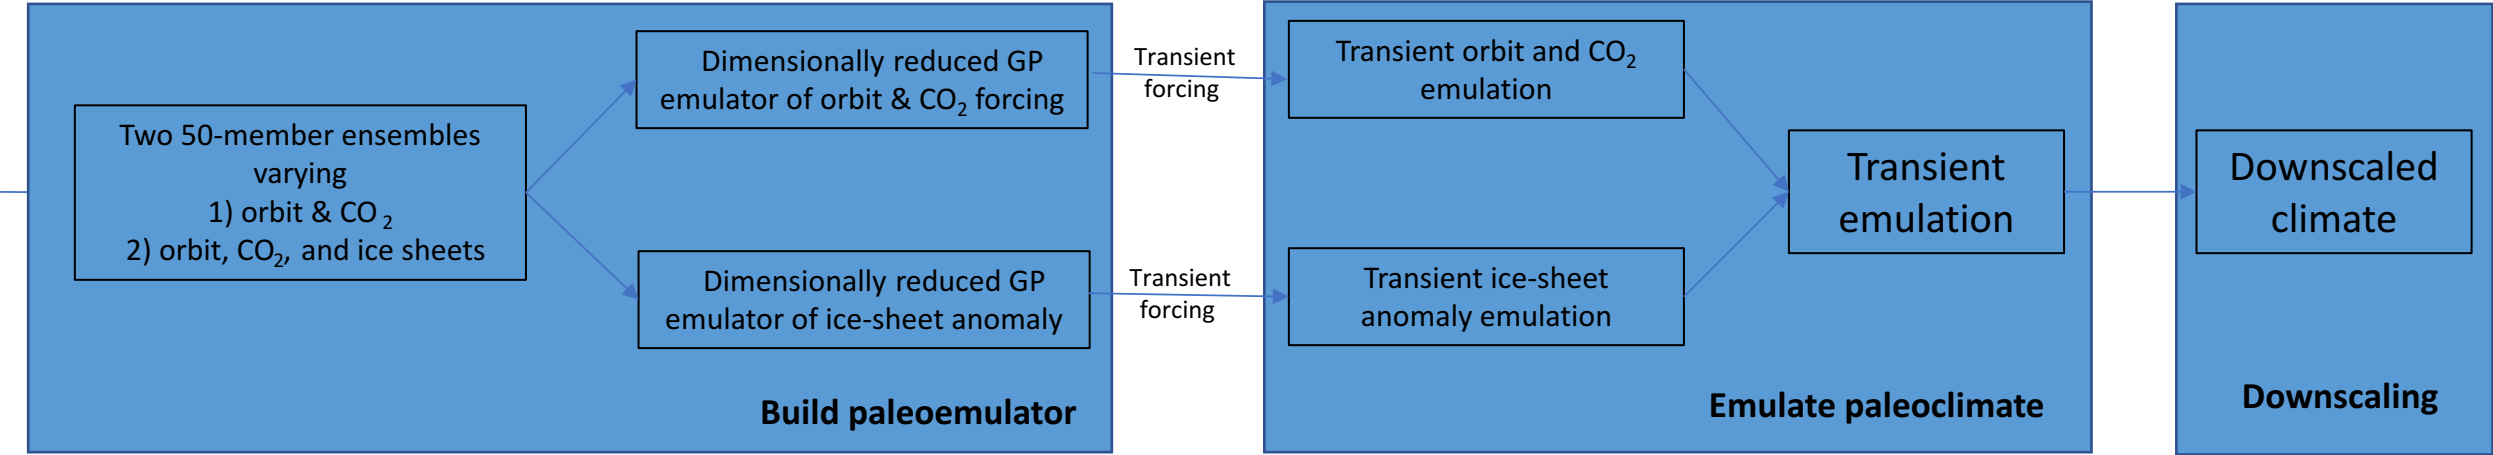 Two 50-member ensembles
varying
1) orbit & CO₂
2) orbit, CO₂, and ice sheets
Dimensionally reduced GP
emulator of orbit & CO₂ forcing
Dimensionally reduced GP
emulator of ice-sheet anomaly
Build paleoemulator
Transient
forcing
Transient
forcing
Transient orbit and CO₂
emulation
Transient ice-sheet
anomaly emulation
Transient
emulation
Emulate paleoclimate
Downscaled
climate
Downscaling